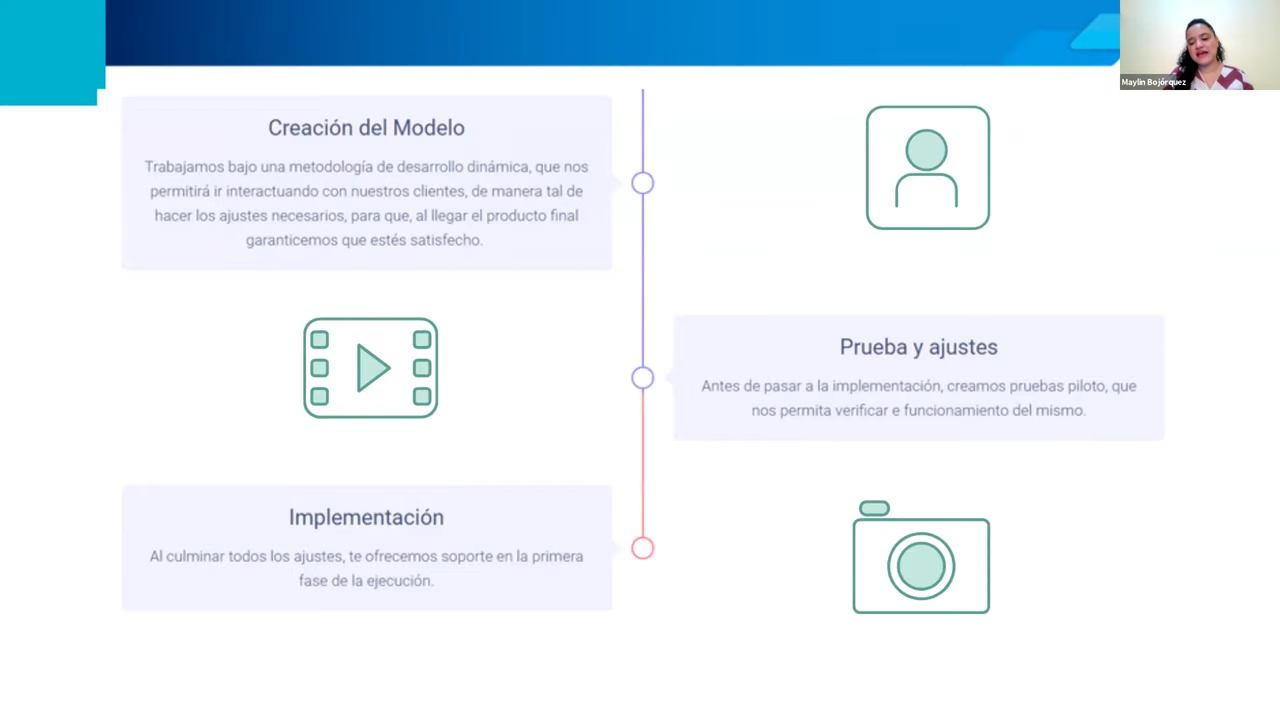 Maylin Bojórquez
Creación del Modelo
Trabajamos bajo una metodología de desarrollo dinámica, que nos
permitirá ir interactuando con nuestros clientes, de manera tal de
hacer los ajustes necesarios, para que, al llegar el producto final
garanticemos que estés satisfecho.
Prueba y ajustes
Antes de pasar a la implementación, creamos pruebas piloto, que
nos permita verificar e funcionamiento del mismo.
Implementación
Al culminar todos los ajustes, te ofrecemos soporte en la primera
fase de la ejecución.